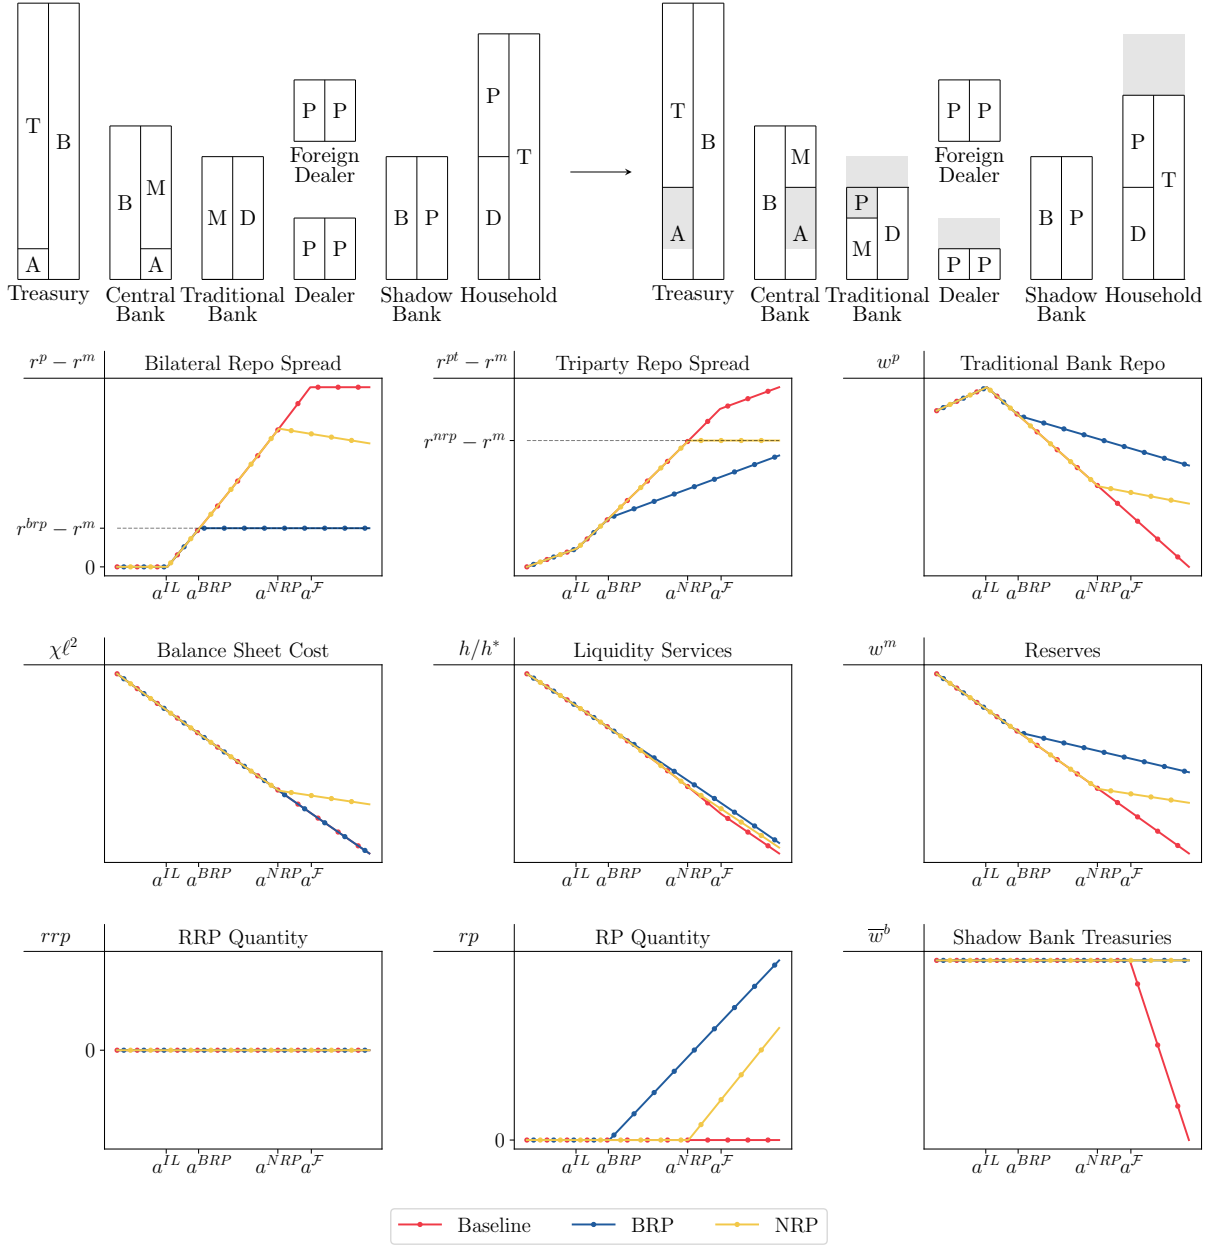 T
B
A
Treasury
B
M
A
Central
Bank
M
D
Traditional
Bank
P
P
Foreign
Dealer
P
P
Dealer
B
P
Shadow
Bank
P
D
T
Household
T
A
B
Treasury
B
M
A
Central
Bank
P
M
D
Traditional
Bank
P
P
Foreign
Dealer
P
P
Dealer
B
P
Shadow
Bank
P
D
T
Household
r^p − r^m
Bilateral Repo Spread
r^{brp} − r^m
0
a^{IL} a^{BRP} a^{NRP} a^ℱ
r^{pt} − r^m
Triparty Repo Spread
r^{nrp} − r^m
a^{IL} a^{BRP} a^{NRP} a^ℱ
w^p
Traditional Bank Repo
a^{IL} a^{BRP} a^{NRP} a^ℱ
χℓ^2
Balance Sheet Cost
a^{IL} a^{BRP} a^{NRP} a^ℱ
h/h^*
Liquidity Services
a^{IL} a^{BRP} a^{NRP} a^ℱ
w^m
Reserves
a^{IL} a^{BRP} a^{NRP} a^ℱ
rrp
RRP Quantity
0
a^{IL} a^{BRP} a^{NRP} a^ℱ
rp
RP Quantity
0
a^{IL} a^{BRP} a^{NRP} a^ℱ
w̅^b
Shadow Bank Treasuries
a^{IL} a^{BRP} a^{NRP} a^ℱ
Baseline
BRP
NRP